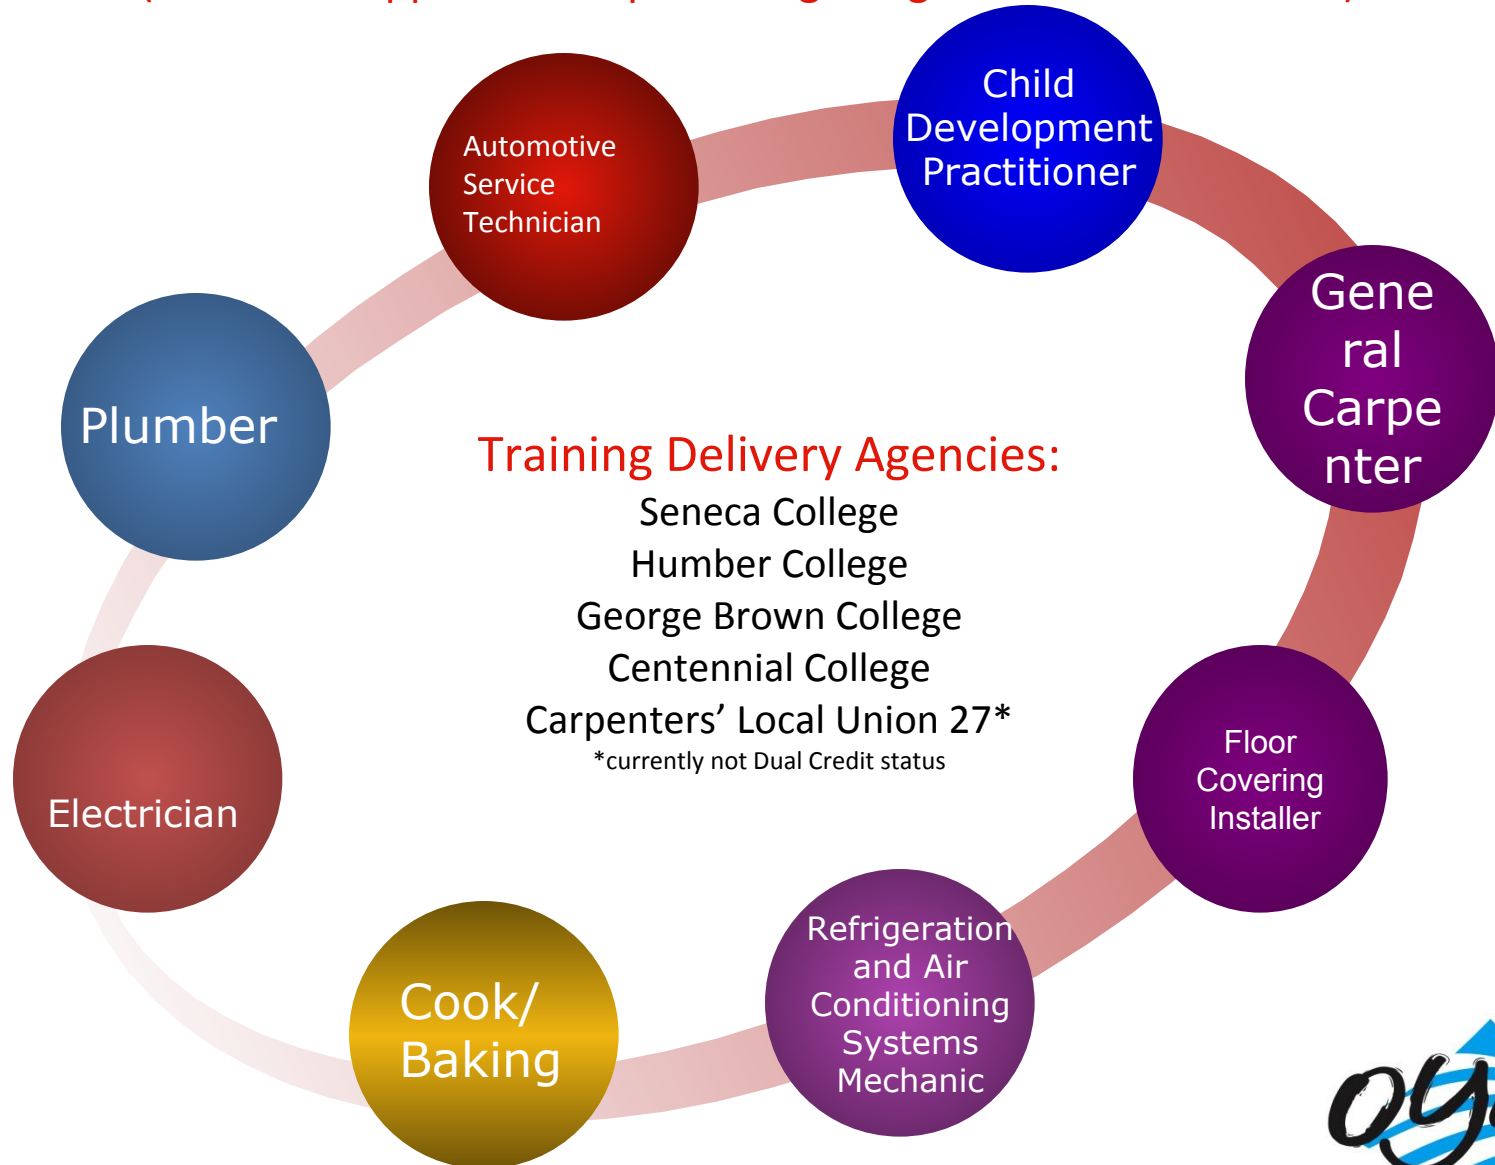 Child
Development
Practitioner
Automotive
Service
Technician
Gene
ral
Carpe
nter
Plumber
Training Delivery Agencies:
Seneca College
Humber College
George Brown College
Centennial College
Carpenters’ Local Union 27*
*currently not Dual Credit status
Floor
Covering
Installer
Electrician
Refrigeration
and Air
Conditioning
Systems
Mechanic
Cook/
Baking